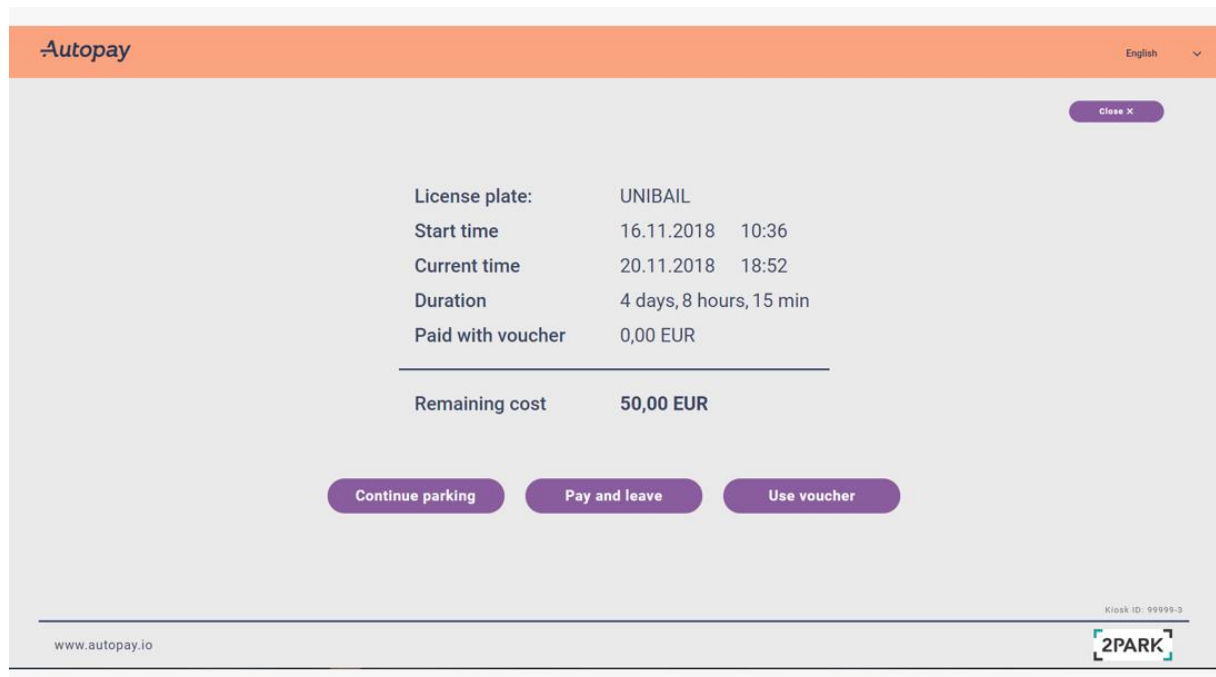 Autopay
English
Close X
License plate: UNIBAIL
Start time 16.11.2018 10:36
Current time 20.11.2018 18:52
Duration 4 days, 8 hours, 15 min
Paid with voucher 0,00 EUR
Remaining cost 50,00 EUR
Continue parking Pay and leave Use voucher
Kiosk ID: 99999-3
www.autopay.io
2PARK